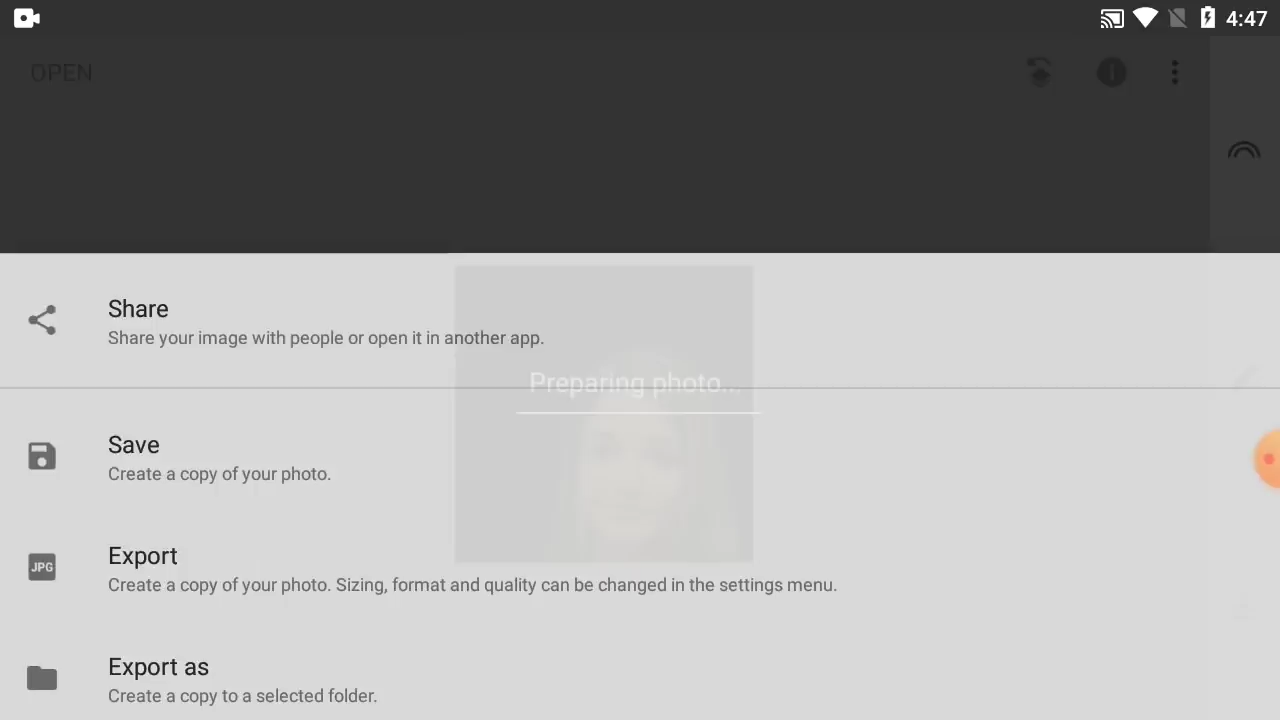 4:47
OPEN
Share
Share your image with people or open it in another app.
Preparing photo...
Save
Create a copy of your photo.
JPG
Export
Create a copy of your photo. Sizing, format and quality can be changed in the settings menu.
Export as
Create a copy to a selected folder.